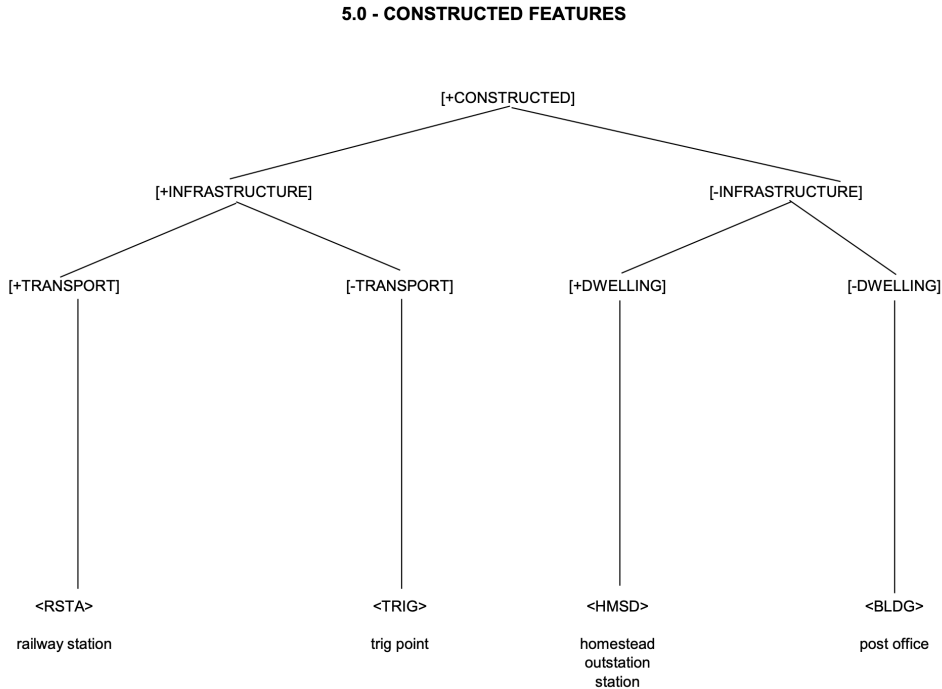 5.0 - CONSTRUCTED FEATURES
[+CONSTRUCTED]
[+INFRASTRUCTURE]
[-INFRASTRUCTURE]
[+TRANSPORT]
[-TRANSPORT]
[+DWELLING]
[-DWELLING]
<RSTA>
<TRIG>
<HMSD>
<BLDG>
railway station
trig point
homestead
outstation
station
post office